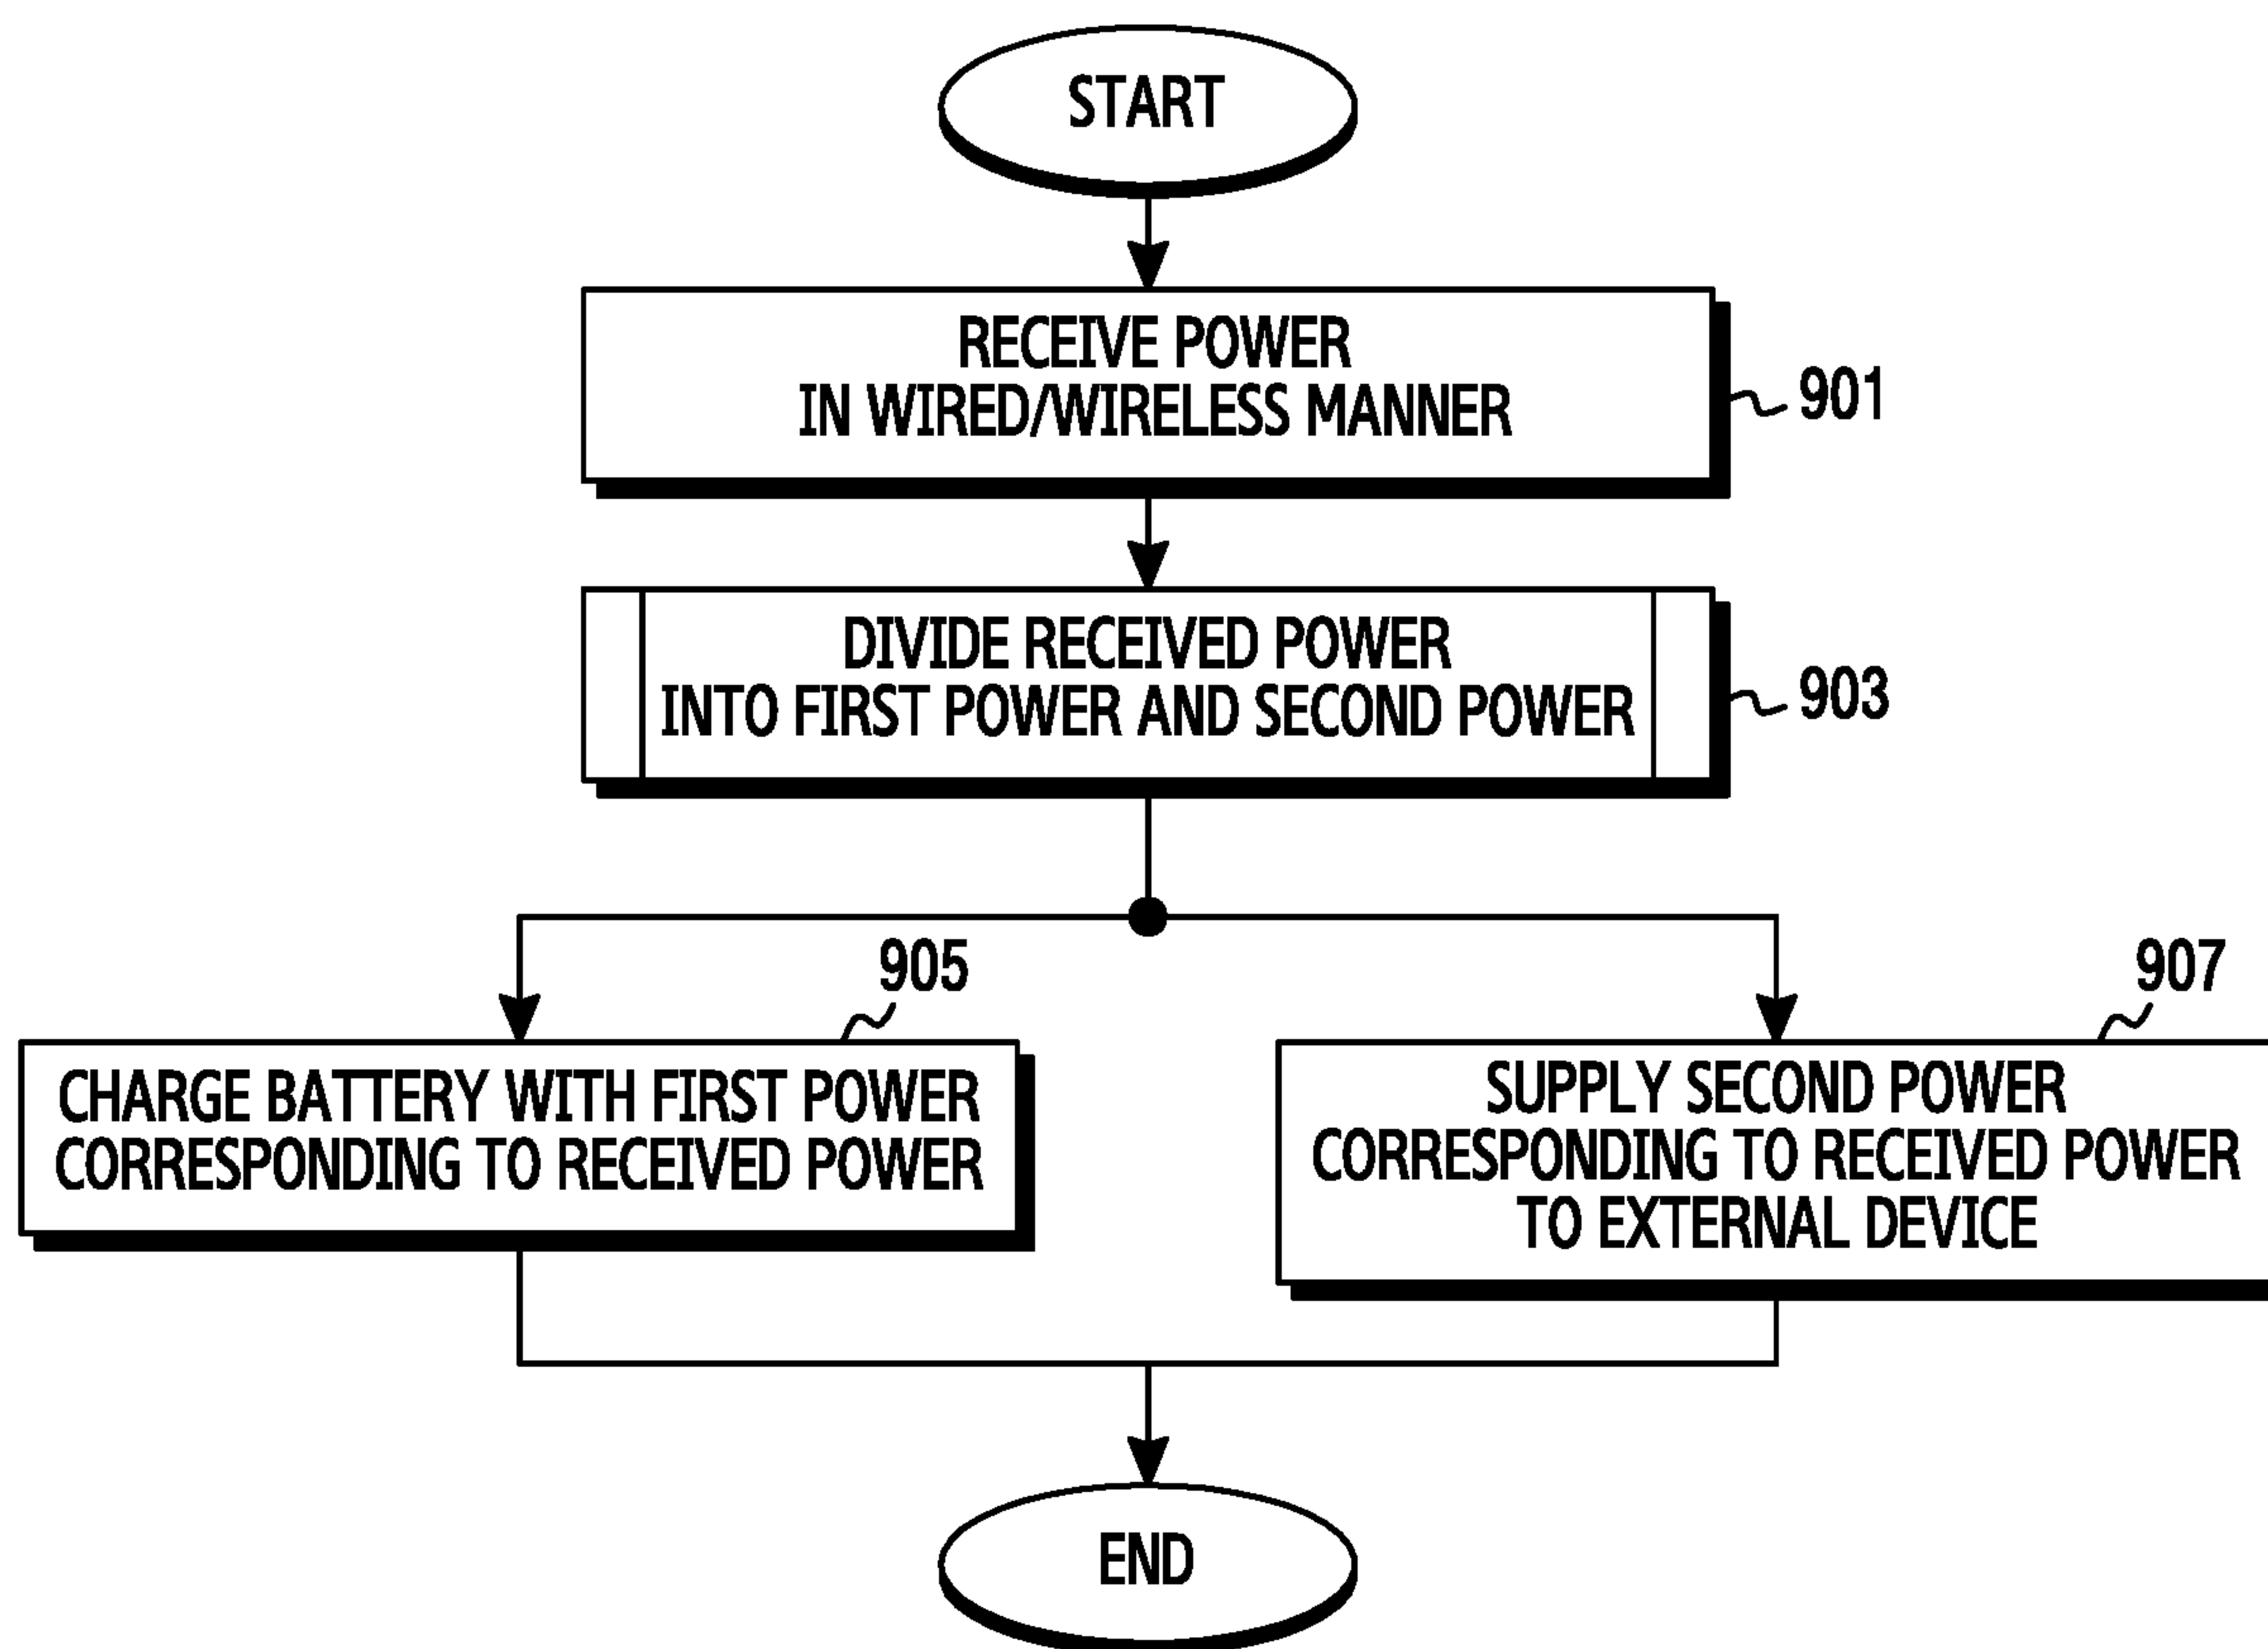 START
RECEIVE POWER
IN WIRED/WIRELESS MANNER
901
DIVIDE RECEIVED POWER
INTO FIRST POWER AND SECOND POWER
903
905
CHARGE BATTERY WITH FIRST POWER
CORRESPONDING TO RECEIVED POWER
907
SUPPLY SECOND POWER
CORRESPONDING TO RECEIVED POWER
TO EXTERNAL DEVICE
END